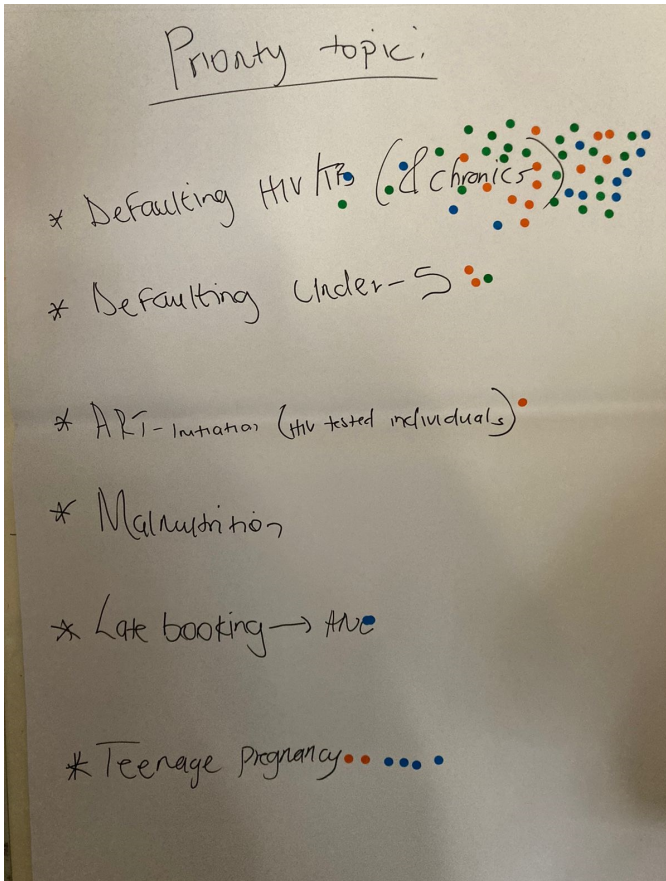 Priority topic:
* Defaulting HIV/TB (& chronics)
* Defaulting Under-5
* ART-Initiation (HIV tested individuals)
* Malnutrition
* Late booking → ANC
* Teenage pregnancy